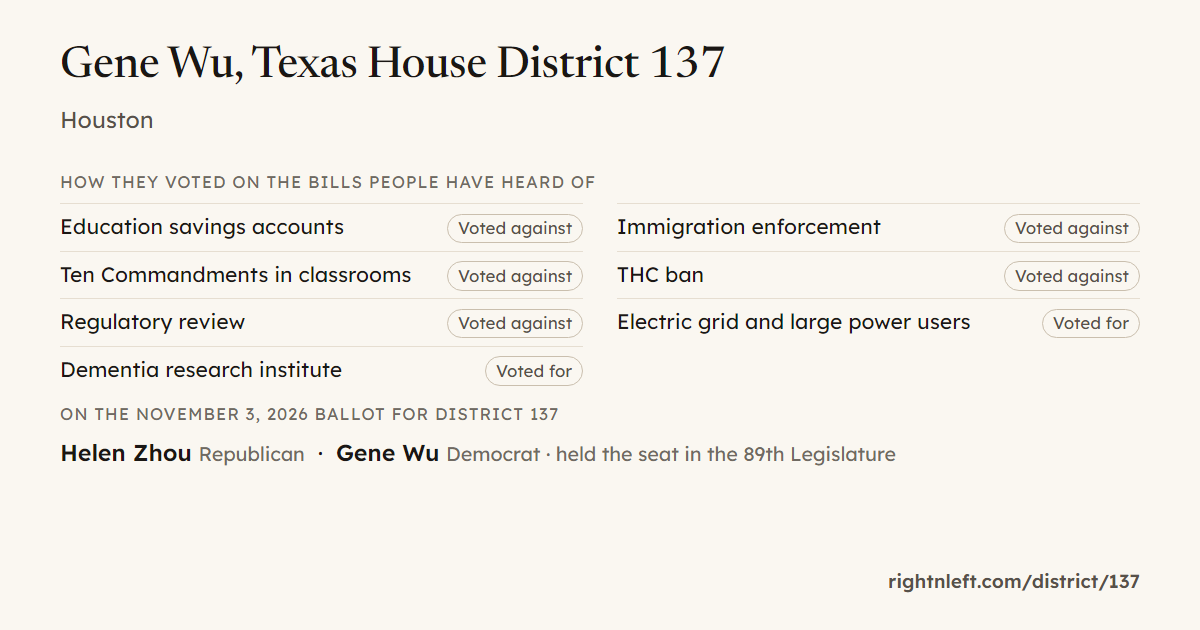 Gene Wu, Texas House District 137
Houston
HOW THEY VOTED ON THE BILLS PEOPLE HAVE HEARD OF
Education savings accounts Voted against
Ten Commandments in classrooms Voted against
Regulatory review Voted against
Dementia research institute Voted for
Immigration enforcement Voted against
THC ban Voted against
Electric grid and large power users Voted for
ON THE NOVEMBER 3, 2026 BALLOT FOR DISTRICT 137
Helen Zhou Republican · Gene Wu Democrat · held the seat in the 89th Legislature
rightnleft.com/district/137